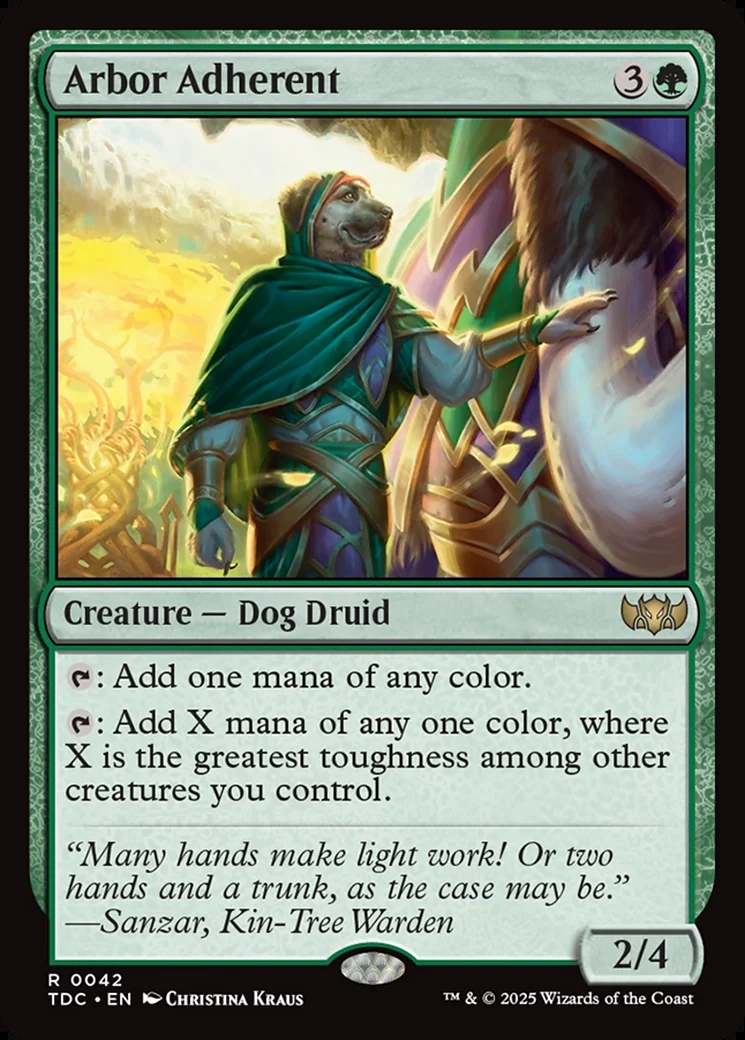 Arbor Adherent 3
Creature — Dog Druid
: Add one mana of any color.
: Add X mana of any one color, where
X is the greatest toughness among other
creatures you control.
“Many hands make light work! Or two
hands and a trunk, as the case may be.”
—Sanzar, Kin-Tree Warden
2/4
R 0042
TDC • EN Christina Kraus
™ & © 2025 Wizards of the Coast